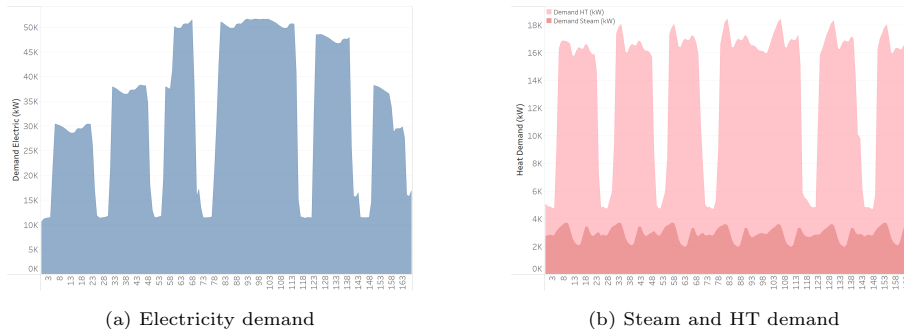 50K
45K
40K
35K
30K
25K
20K
15K
10K
5K
0K
Demand Electric (kW)
3 8 13 18 23 28 33 38 43 48 53 58 63 68 73 78 83 88 93 98 103 108 113 118 123 128 133 138 143 148 153 158 163
(a) Electricity demand
Demand HT (kW)
Demand Steam (kW)
18K
16K
14K
12K
10K
8K
6K
4K
2K
0K
Heat Demand (kW)
3 8 13 18 23 28 33 38 43 48 53 58 63 68 73 78 83 88 93 98 103 108 113 118 123 128 133 138 143 148 153 158 163
(b) Steam and HT demand